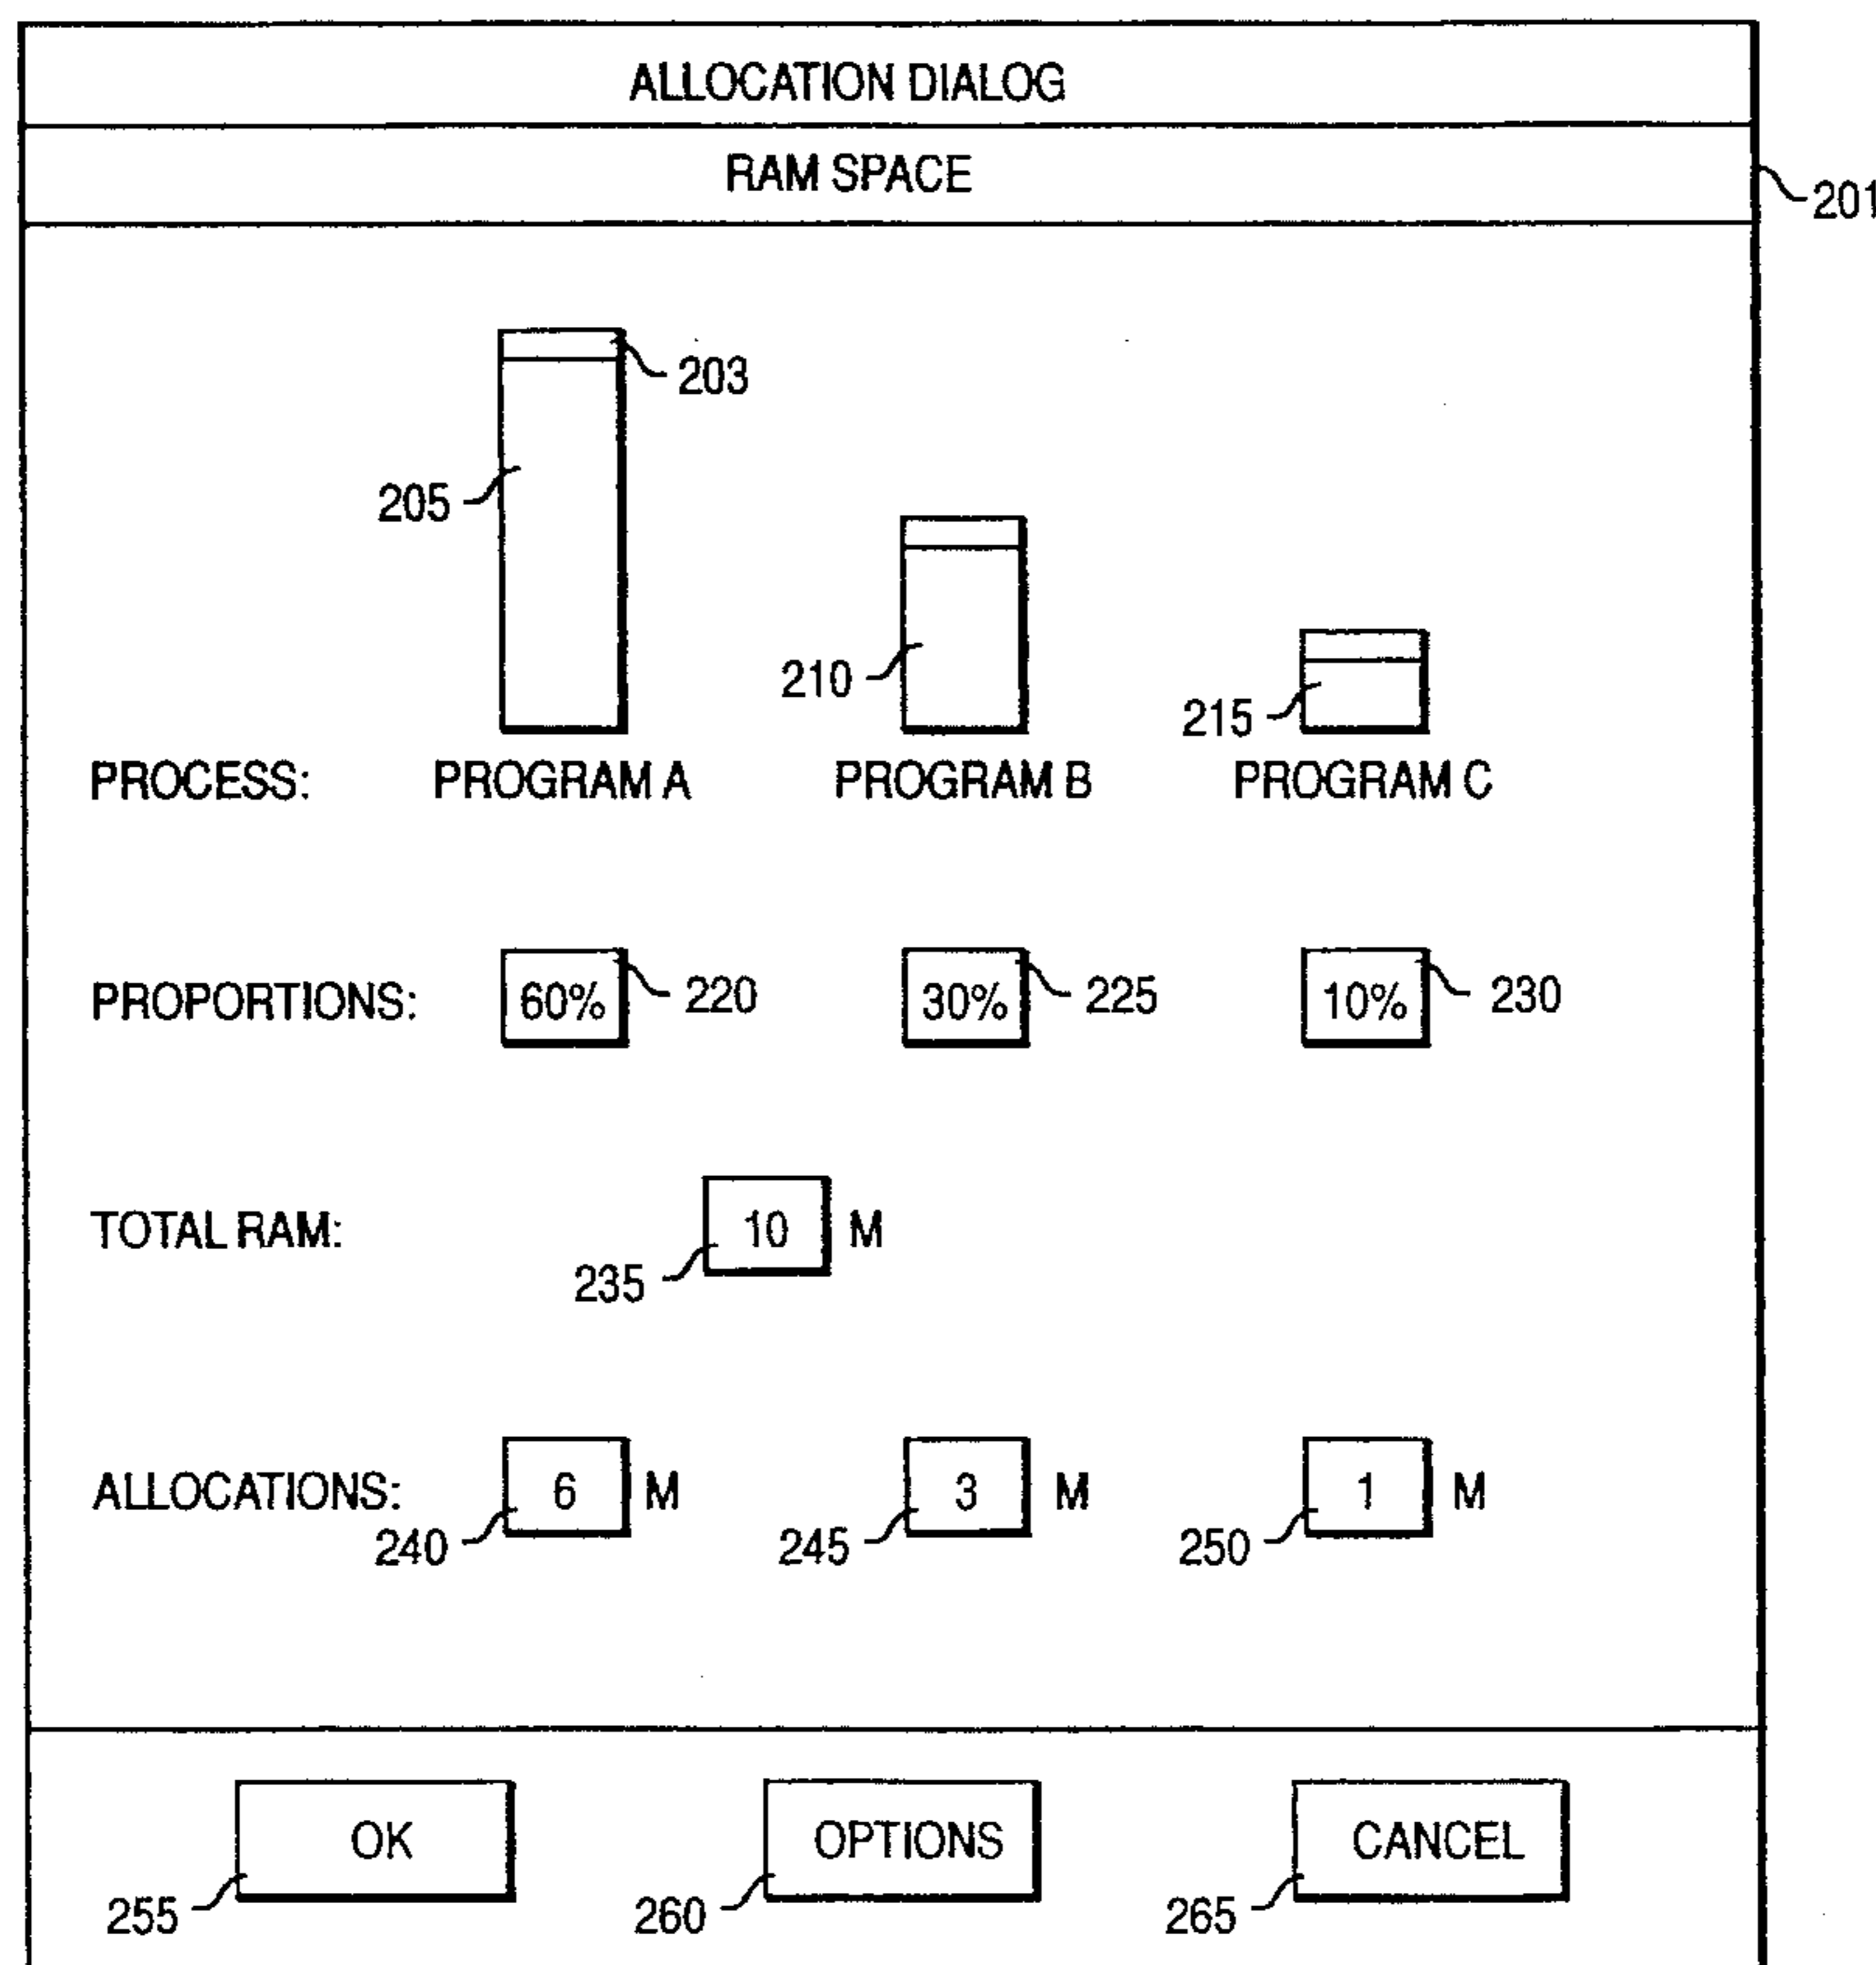 ALLOCATION DIALOG
RAM SPACE
201
203
205
210
215
PROCESS: PROGRAM A PROGRAM B PROGRAM C
PROPORTIONS: 60% 220 30% 225 10% 230
TOTAL RAM: 10 M
235
ALLOCATIONS: 6 M 3 M 1 M
240 245 250
OK OPTIONS CANCEL
255 260 265